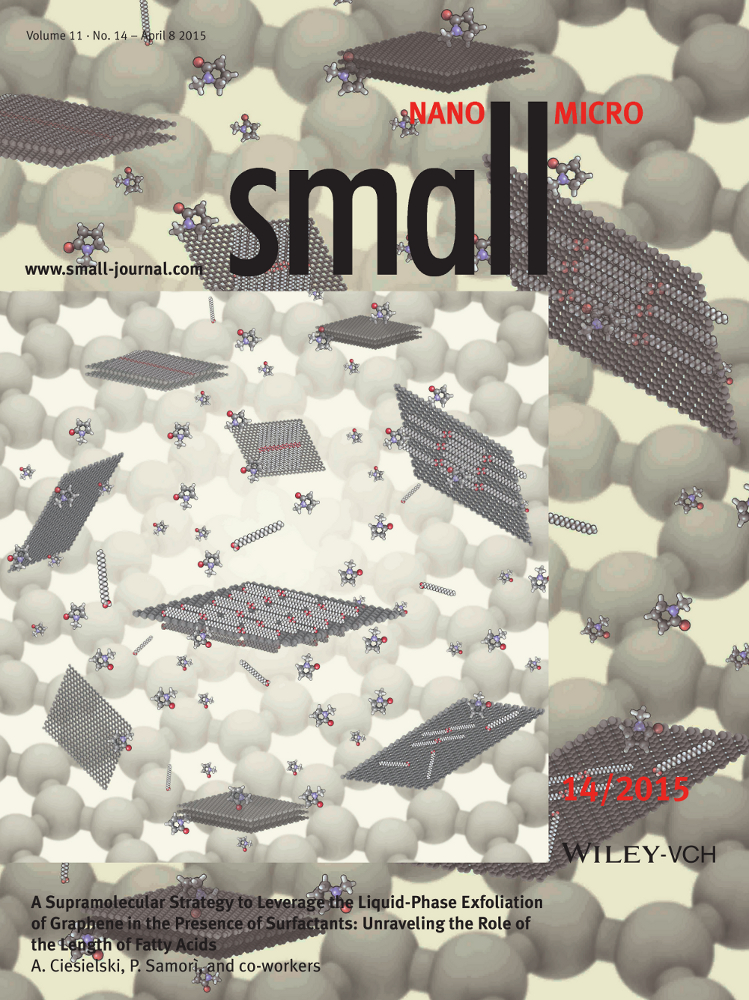 Volume 11 · No. 14 – April 8 2015
NANO MICRO
small
www.small-journal.com
14/2015
WILEY-VCH
A Supramolecular Strategy to Leverage the Liquid-Phase Exfoliation
of Graphene in the Presence of Surfactants: Unraveling the Role of
the Length of Fatty Acids
A. Ciesielski, P. Samorì, and co-workers